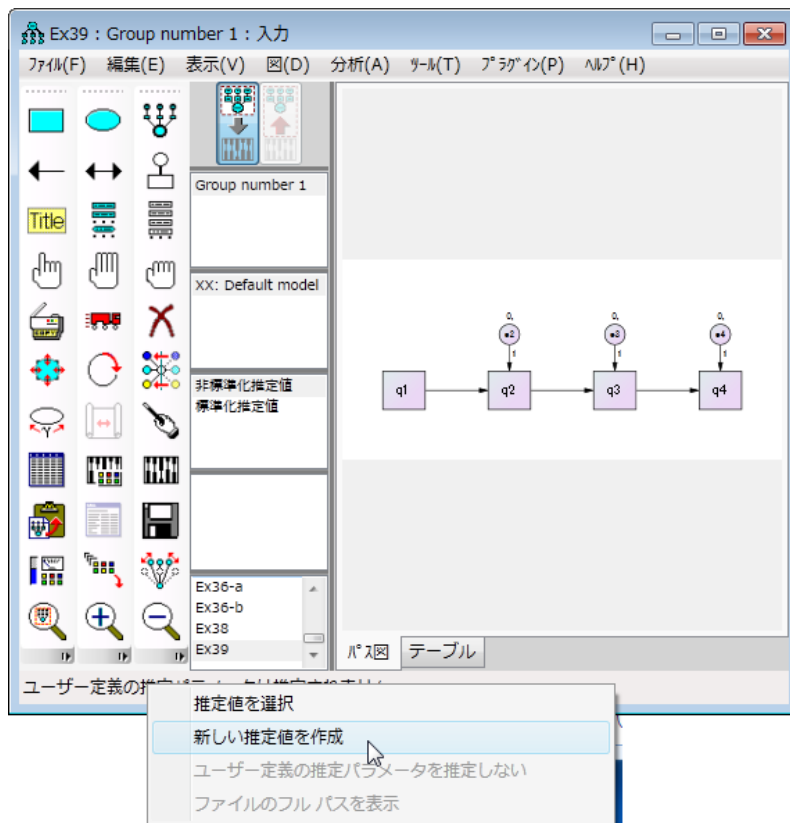 Ex39 : Group number 1 : 入力
ファイル(F) 編集(E) 表示(V) 図(D) 分析(A) ツール(T) プラグイン(P) ヘルプ(H)
Title
Group number 1
XX: Default model
非標準化推定値
標準化推定値
Ex36-a
Ex36-b
Ex38
Ex39
0,
0,
0,
e2
e3
e4
1
1
1
q1
q2
q3
q4
パス図
テーブル
ユーザー定義の推定
推定値を選択
新しい推定値を作成
ユーザー定義の推定パラメータを推定しない
ファイルのフル パスを表示